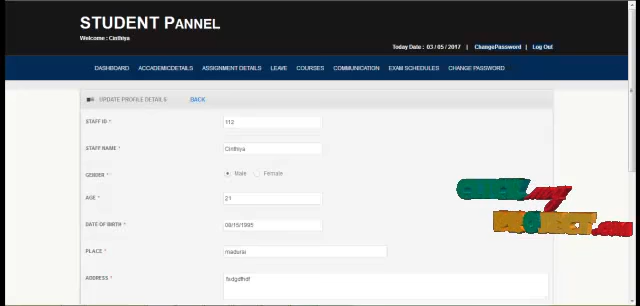 STUDENT PANNEL
Welcome : Cinthiya
Today Date : 03 / 05 / 2017 | ChangePassword | Log Out
DASHBOARD ACCADEMICDETAILS ASSIGNMENT DETAILS LEAVE COURSES COMMUNICATION EXAM SCHEDULES CHANGE PASSWORD
UPDATE PROFILE DETAILS BACK
STAFF ID * 112
STAFF NAME * Cinthiya
GENDER * Male Female
AGE * 21
DATE OF BIRTH * 09/15/1995
PLACE * madurai
ADDRESS * fxdgdfhdf